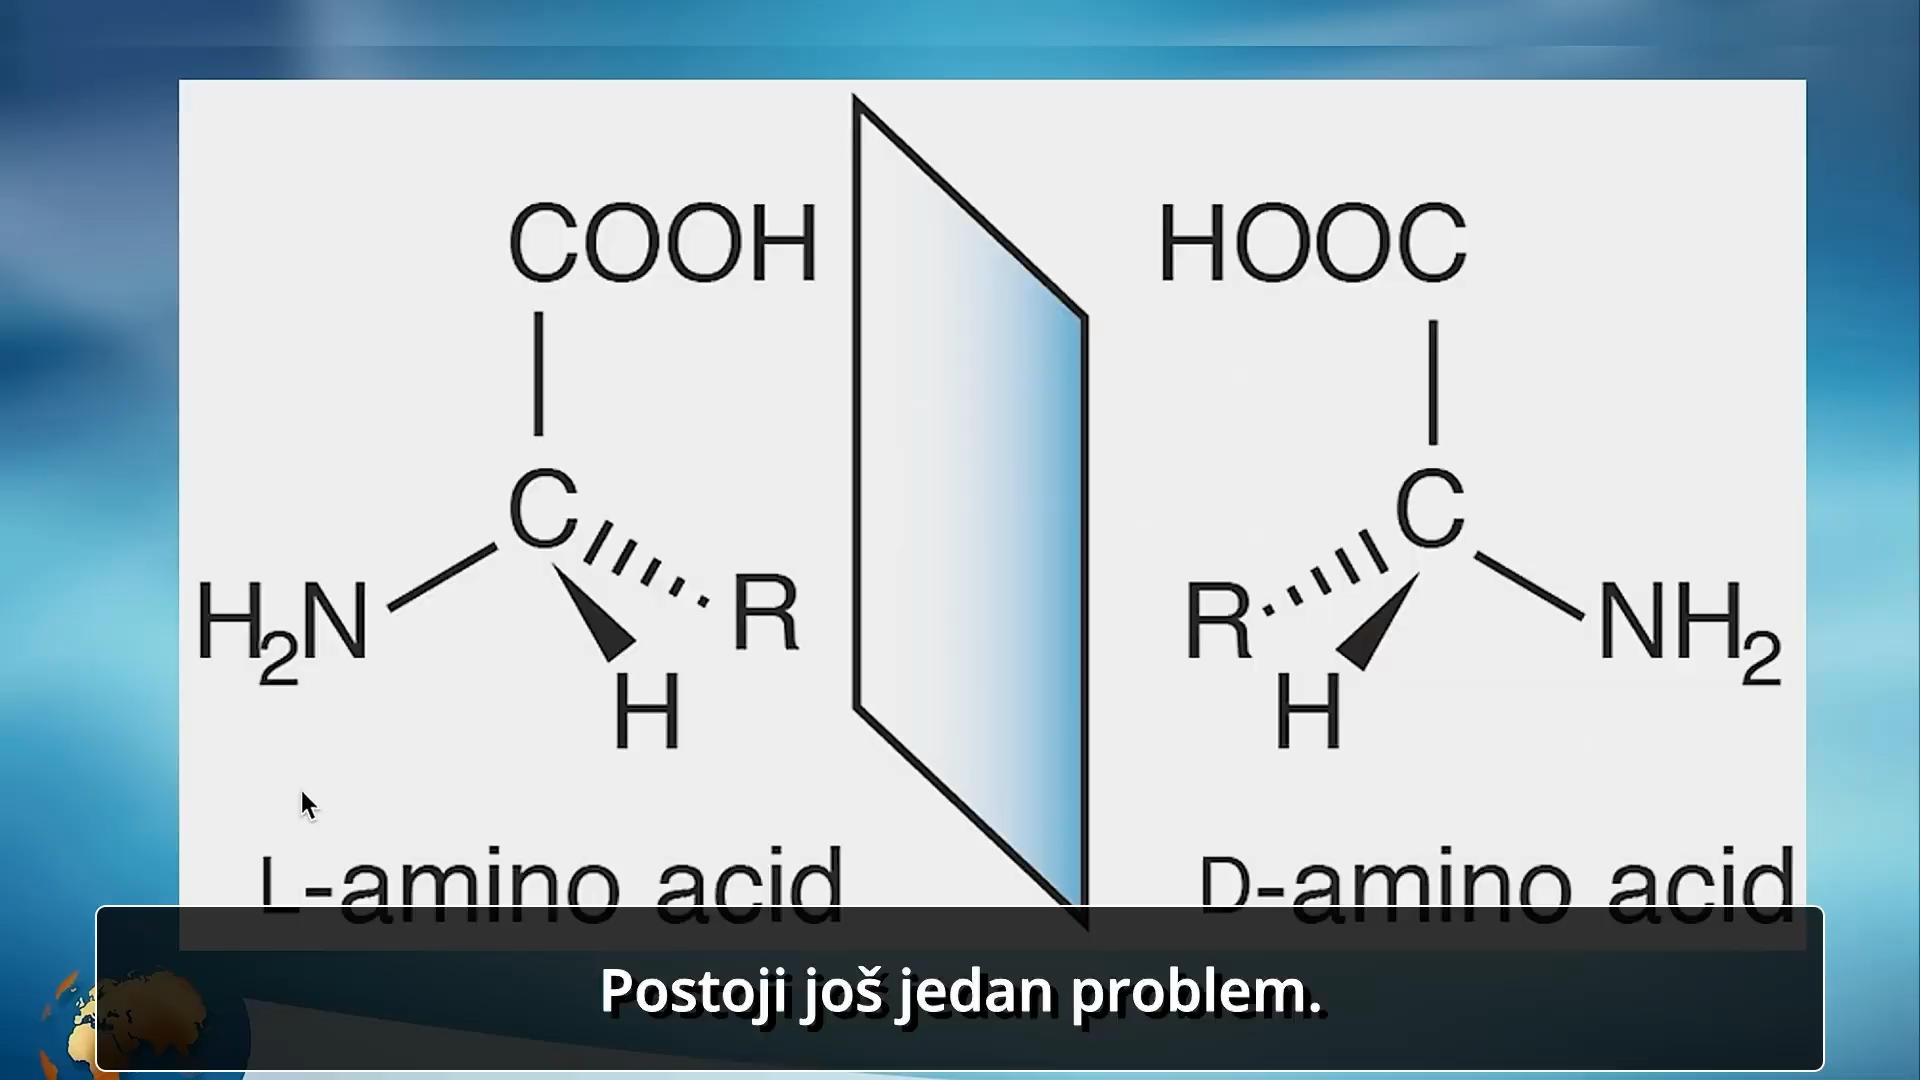 COOH
HOOC
C
C
H₂N
R
R
NH₂
H
H
L-amino acid
D-amino acid
Postoji još jedan problem.